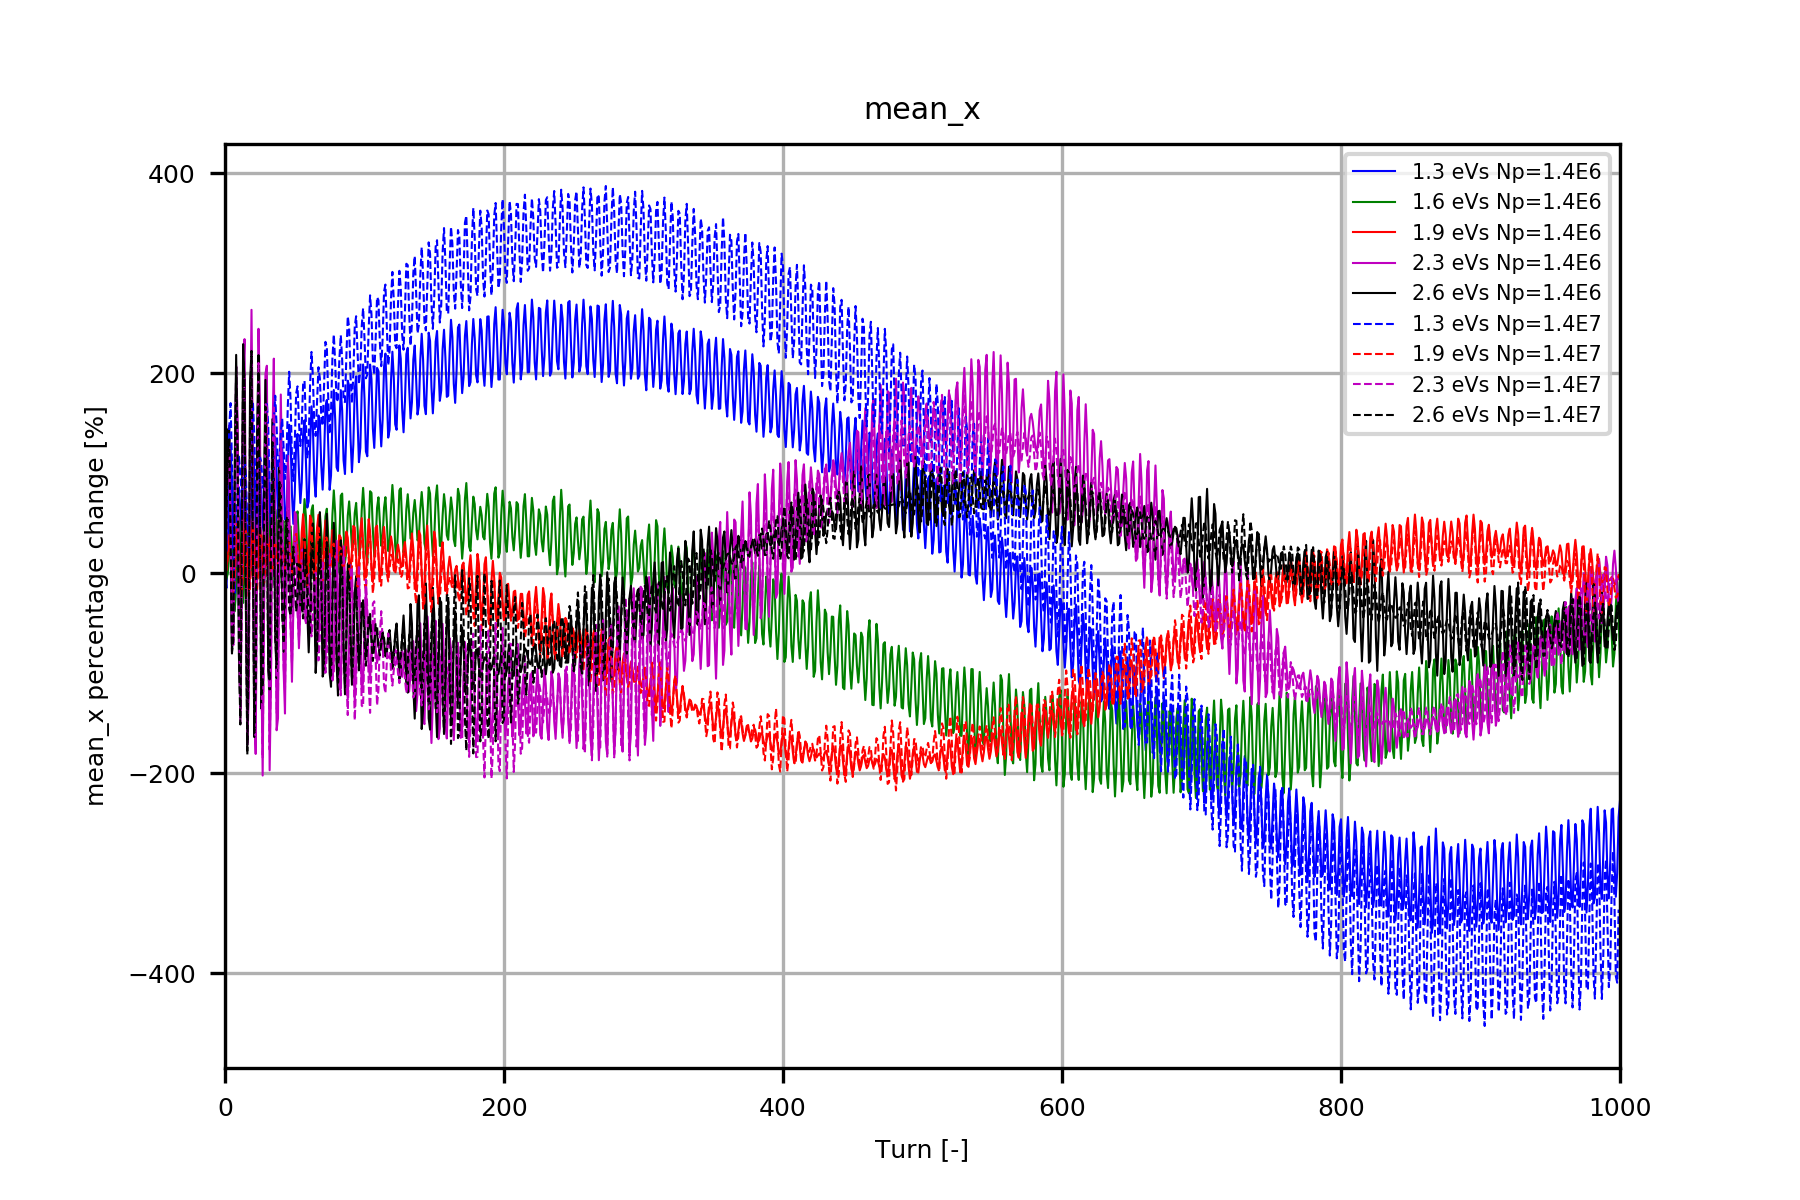 mean_x
400
200
0
−200
−400
mean_x percentage change [%]
0 200 400 600 800 1000
Turn [-]
1.3 eVs Np=1.4E6
1.6 eVs Np=1.4E6
1.9 eVs Np=1.4E6
2.3 eVs Np=1.4E6
2.6 eVs Np=1.4E6
1.3 eVs Np=1.4E7
1.9 eVs Np=1.4E7
2.3 eVs Np=1.4E7
2.6 eVs Np=1.4E7